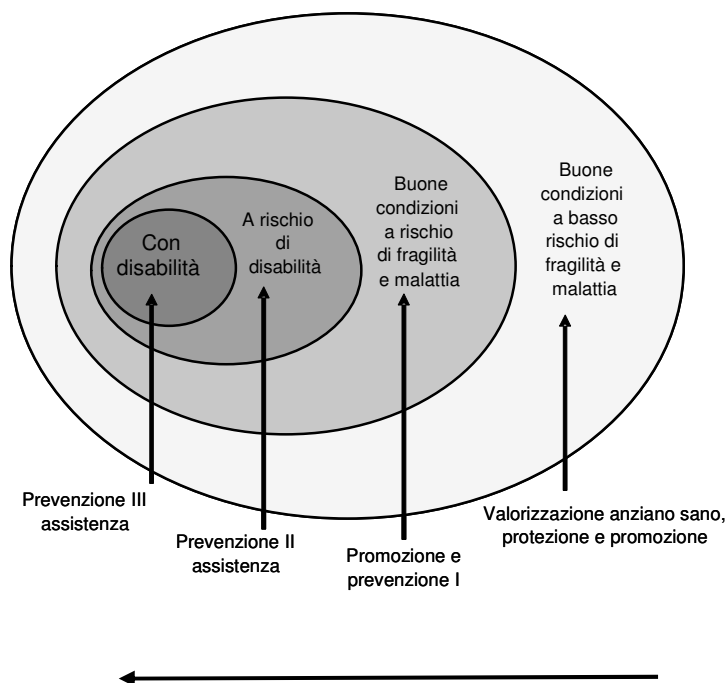 Con
disabilità
A rischio
di
disabilità
Buone
condizioni
a rischio
di fragilità
e malattia
Buone
condizioni
a basso
rischio di
fragilità e
malattia
Prevenzione III
assistenza
Prevenzione II
assistenza
Promozione e
prevenzione I
Valorizzazione anziano sano,
protezione e promozione